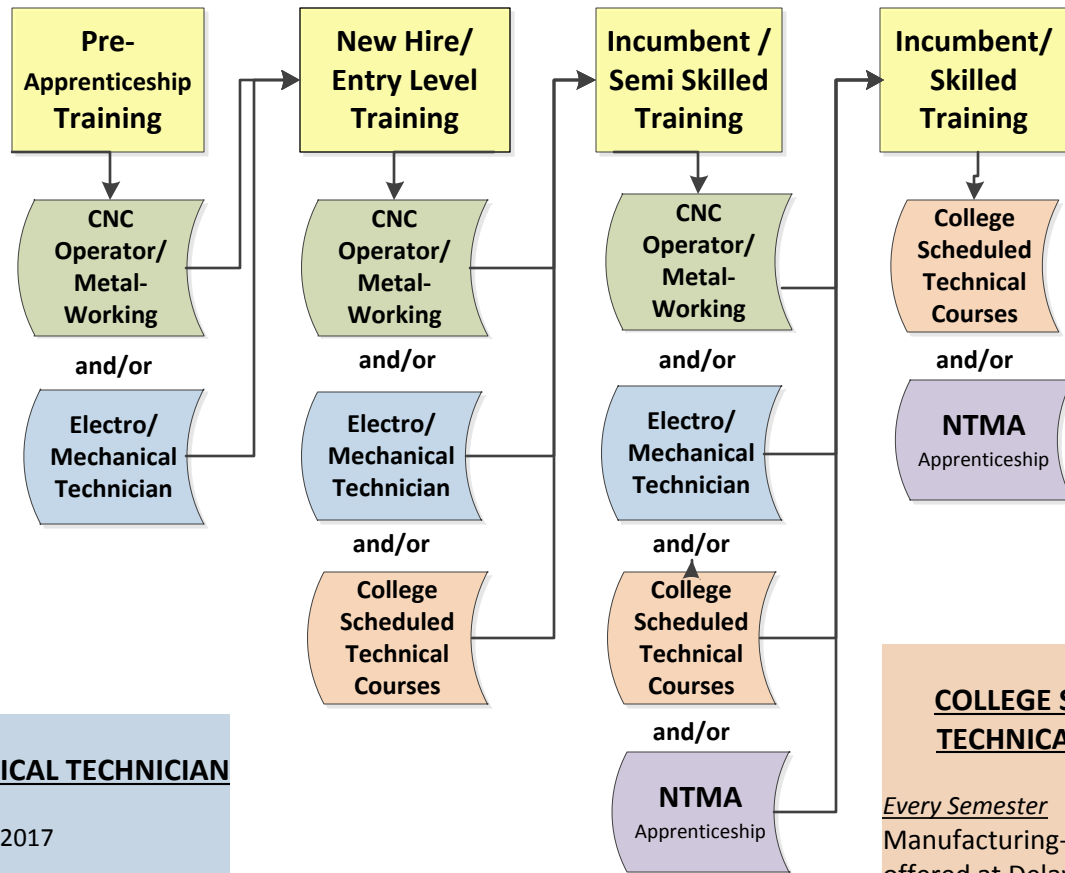 Pre-
Apprenticeship
Training
CNC
Operator/
Metal-
Working
and/or
Electro/
Mechanical
Technician
New Hire/
Entry Level
Training
CNC
Operator/
Metal-
Working
and/or
Electro/
Mechanical
Technician
and/or
College
Scheduled
Technical
Courses
Incumbent /
Semi Skilled
Training
CNC
Operator/
Metal-
Working
and/or
Electro/
Mechanical
Technician
and/or
College
Scheduled
Technical
Courses
and/or
NTMA
Apprenticeship
Incumbent/
Skilled
Training
College
Scheduled
Technical
Courses
and/or
NTMA
Apprenticeship
ICAL TECHNICIAN
2017
COLLEGE S
TECHNICA
Every Semester
Manufacturing-
offered at Delaw